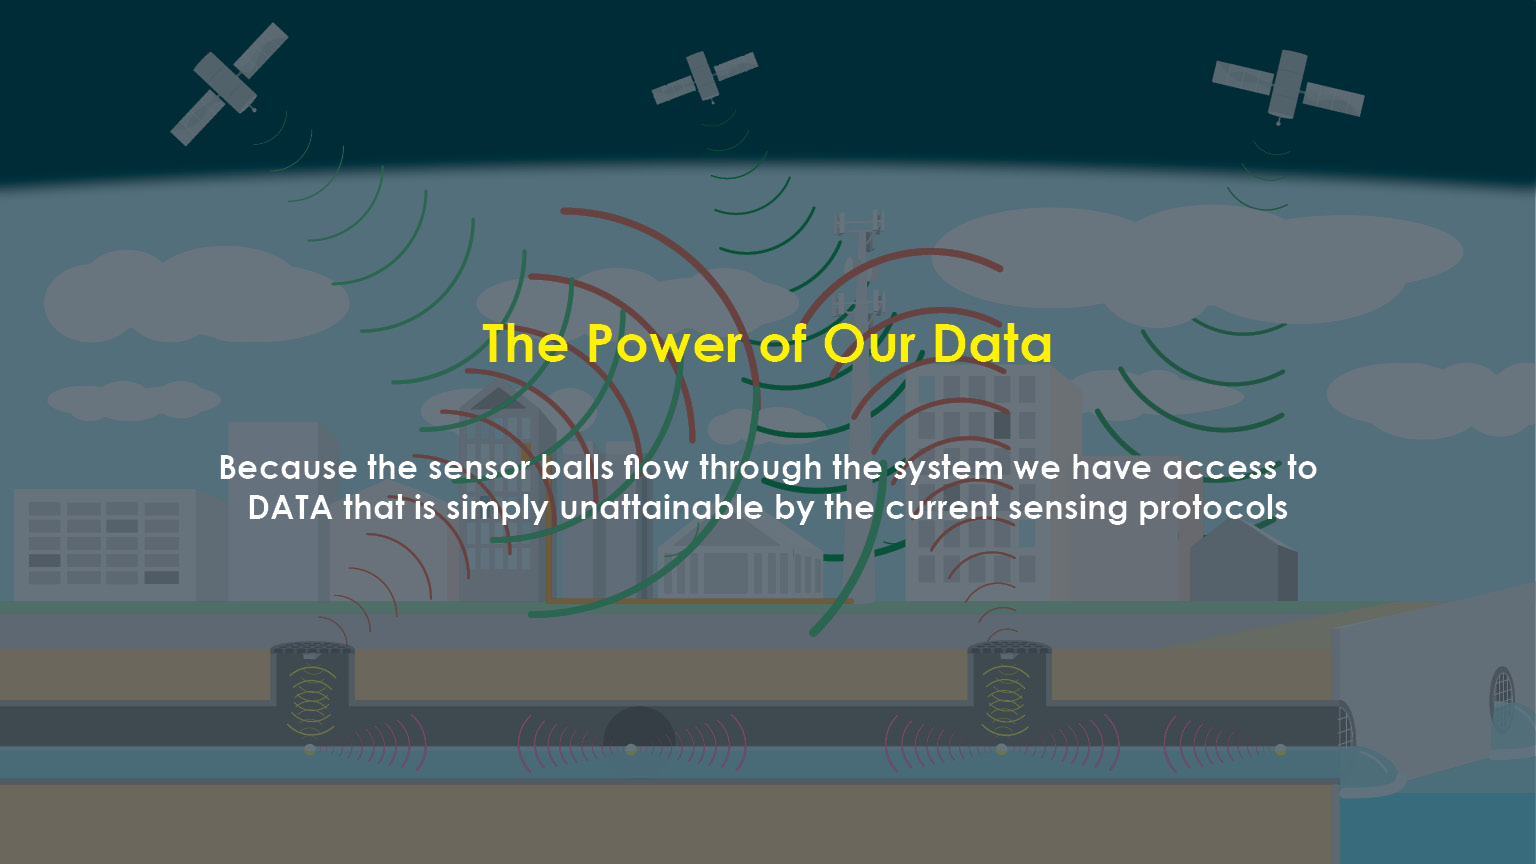 The Power of Our Data
Because the sensor balls flow through the system we have access to
DATA that is simply unattainable by the current sensing protocols